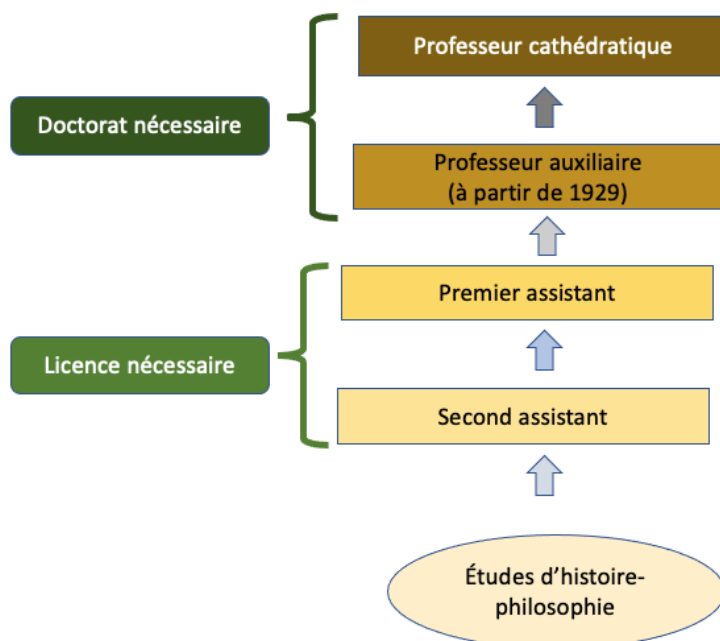 Professeur cathédratique
Doctorat nécessaire
Professeur auxiliaire
(à partir de 1929)
Premier assistant
Licence nécessaire
Second assistant
Études d'histoire-
philosophie